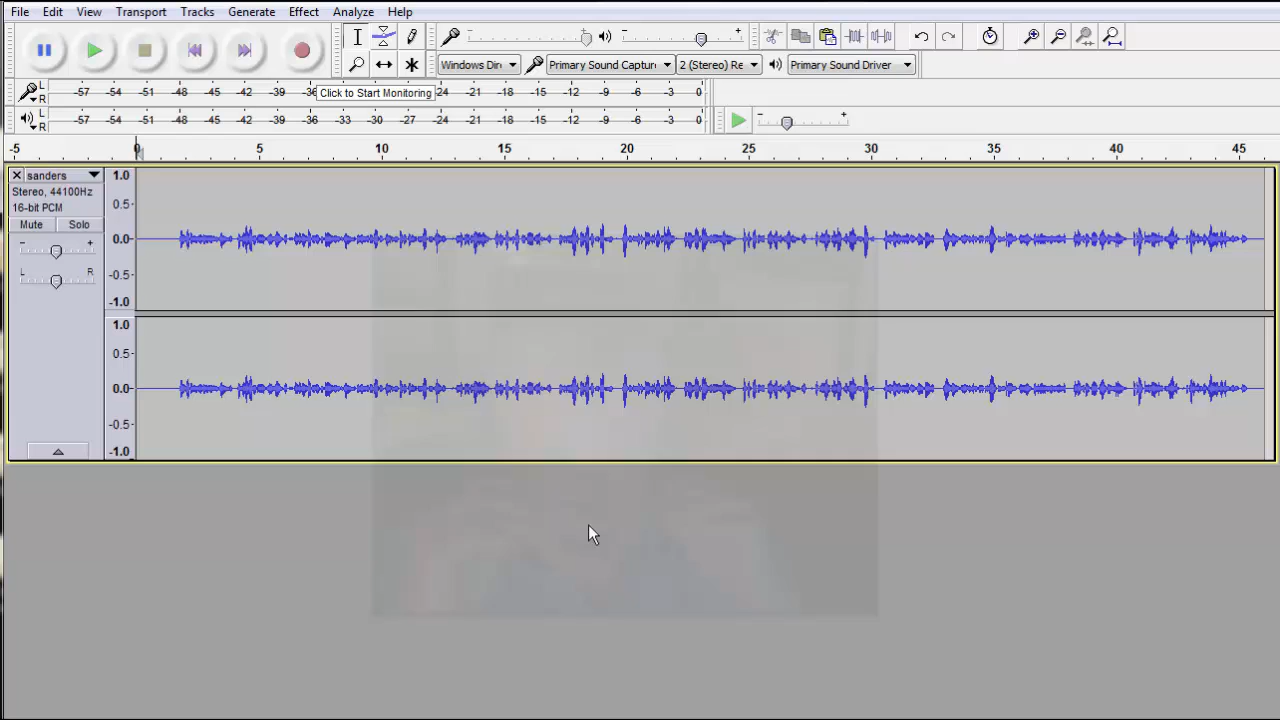 File Edit View Transport Tracks Generate Effect Analyze Help
Windows Dire Primary Sound Captur 2 (Stereo) Re Primary Sound Driver
L R -57 -54 -51 -48 -45 -42 -39 -36 Click to Start Monitoring -24 -21 -18 -15 -12 -9 -6 -3 0
L R -57 -54 -51 -48 -45 -42 -39 -36 -33 -30 -27 -24 -21 -18 -15 -12 -9 -6 -3 0
-5 0 5 10 15 20 25 30 35 40 45
sanders
Stereo, 44100Hz
16-bit PCM
Mute Solo
- +
L R
1.0
0.5
0.0
-0.5
-1.0
1.0
0.5
0.0
-0.5
-1.0